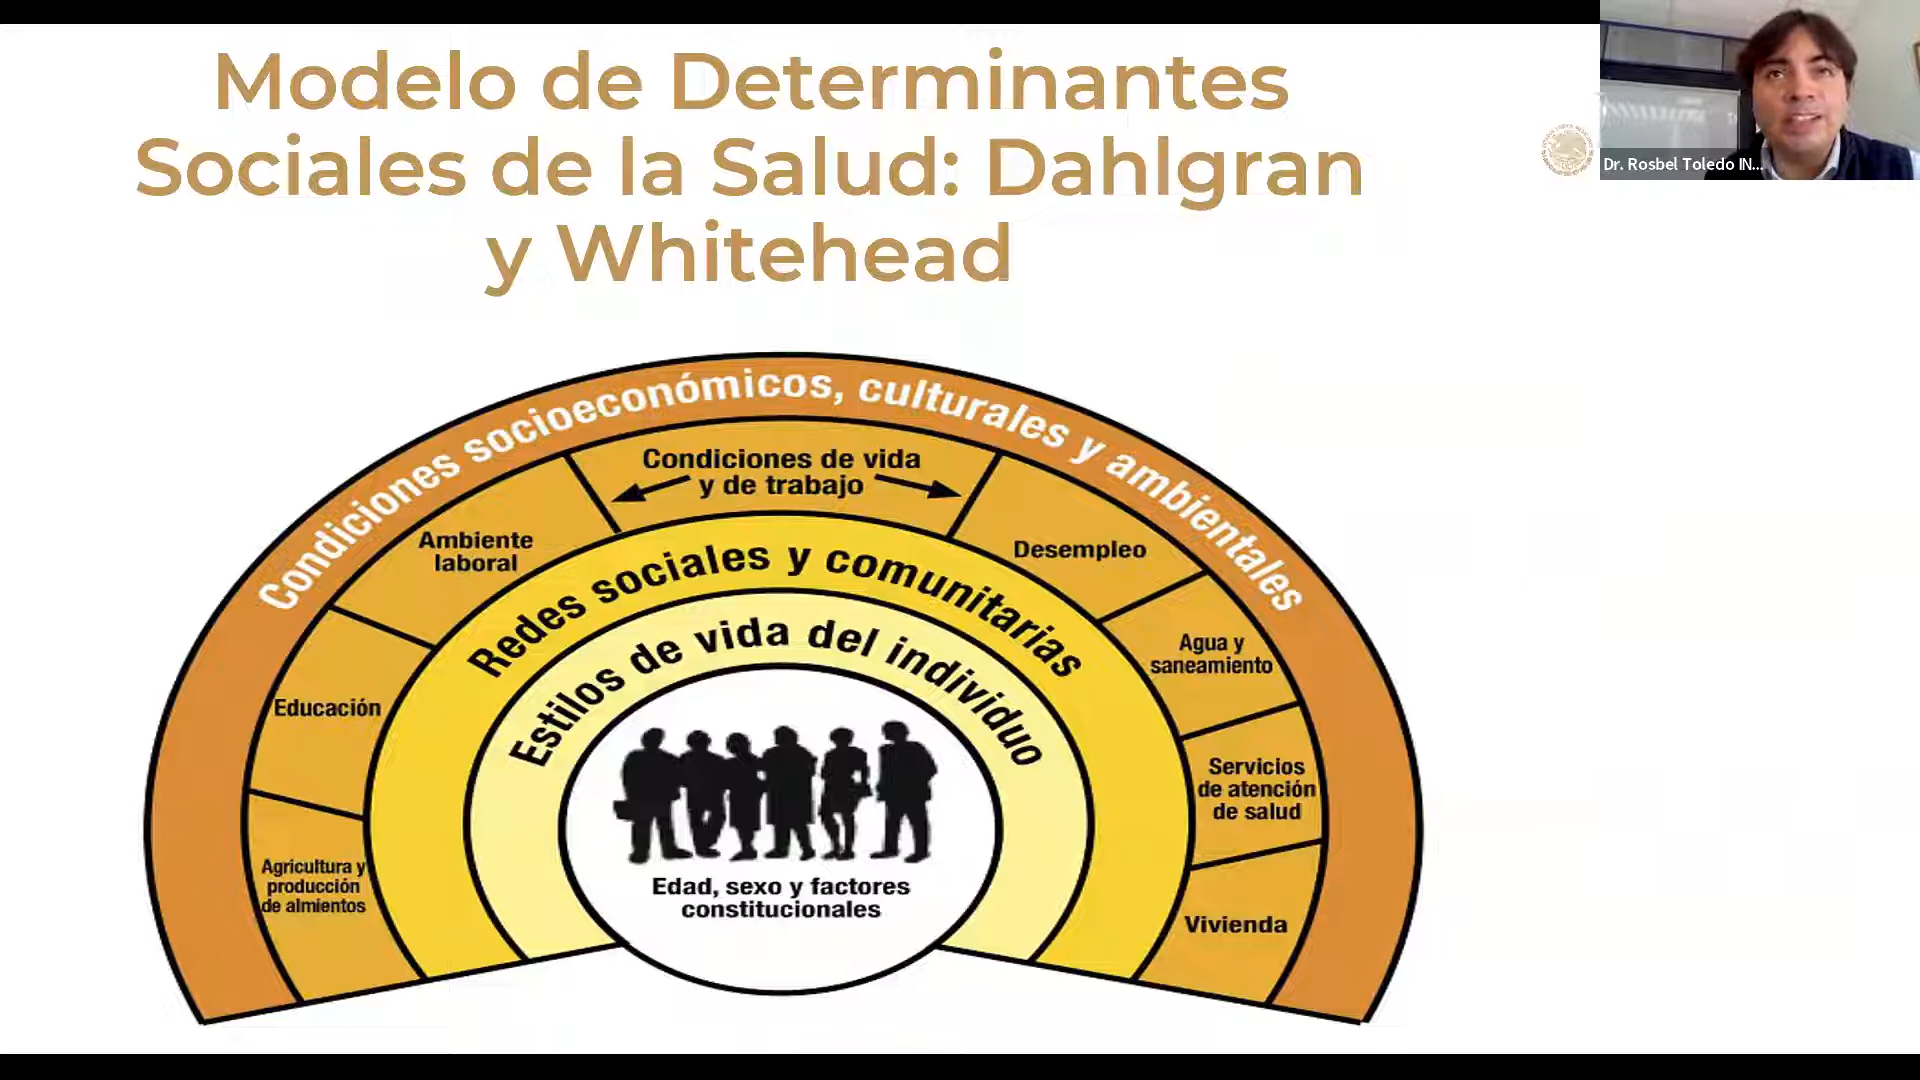 Modelo de Determinantes
Sociales de la Salud: Dahlgran
y Whitehead
Dr. Rosbel Toledo IN...
Condiciones socioeconómicos, culturales y ambientales
Condiciones de vida
y de trabajo
Ambiente
laboral
Desempleo
Redes sociales y comunitarias
Estilos de vida del individuo
Agua y
saneamiento
Educación
Servicios
de atención
de salud
Agricultura y
producción
de almientos
Edad, sexo y factores
constitucionales
Vivienda